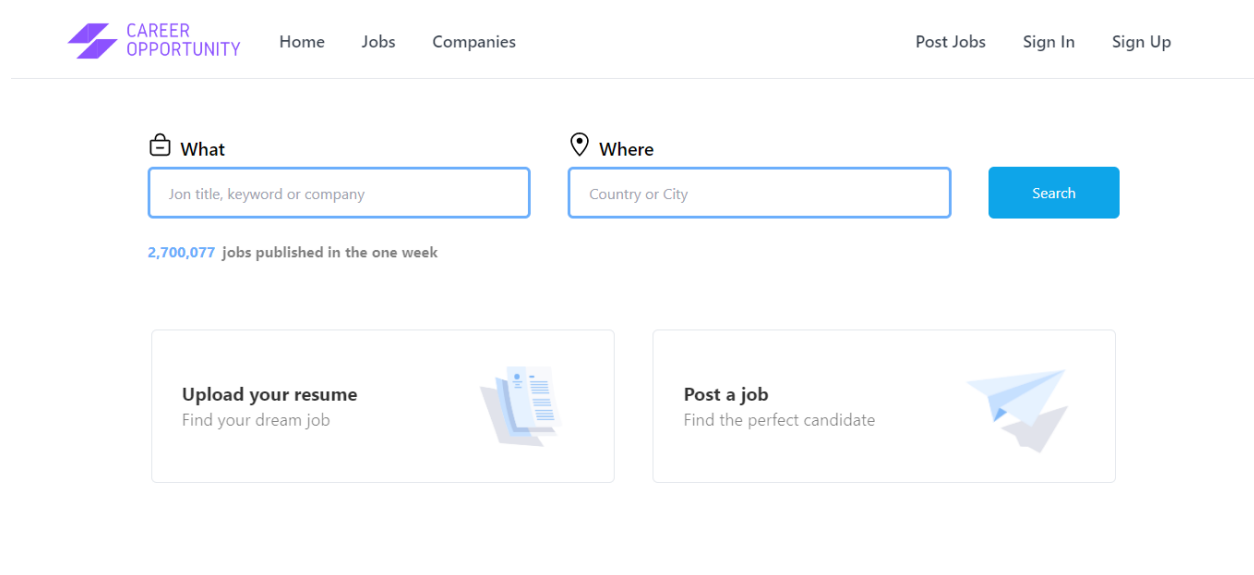 CAREER
OPPORTUNITY
Home Jobs Companies Post Jobs Sign In Sign Up
What Where
Jon title, keyword or company Country or City Search
2,700,077 jobs published in the one week
Upload your resume
Find your dream job
Post a job
Find the perfect candidate